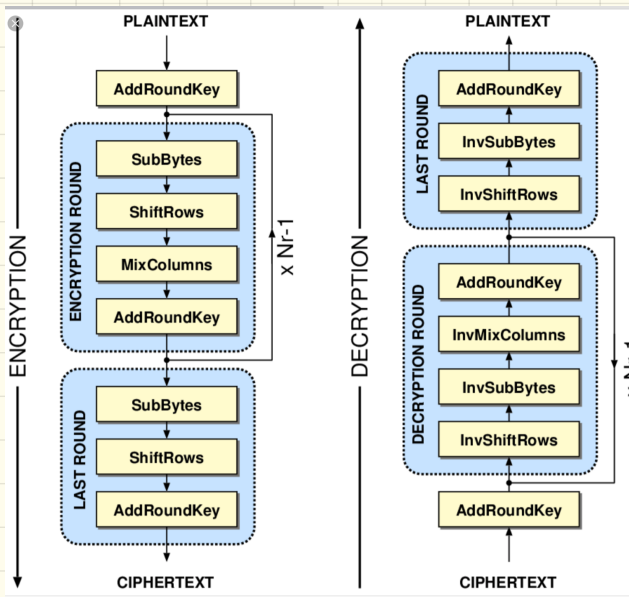 PLAINTEXT
AddRoundKey
ENCRYPTION ROUND
SubBytes
ShiftRows
MixColumns
AddRoundKey
x Nr-1
LAST ROUND
SubBytes
ShiftRows
AddRoundKey
CIPHERTEXT
ENCRYPTION
PLAINTEXT
LAST ROUND
AddRoundKey
InvSubBytes
InvShiftRows
DECRYPTION ROUND
AddRoundKey
InvMixColumns
InvSubBytes
InvShiftRows
AddRoundKey
CIPHERTEXT
DECRYPTION